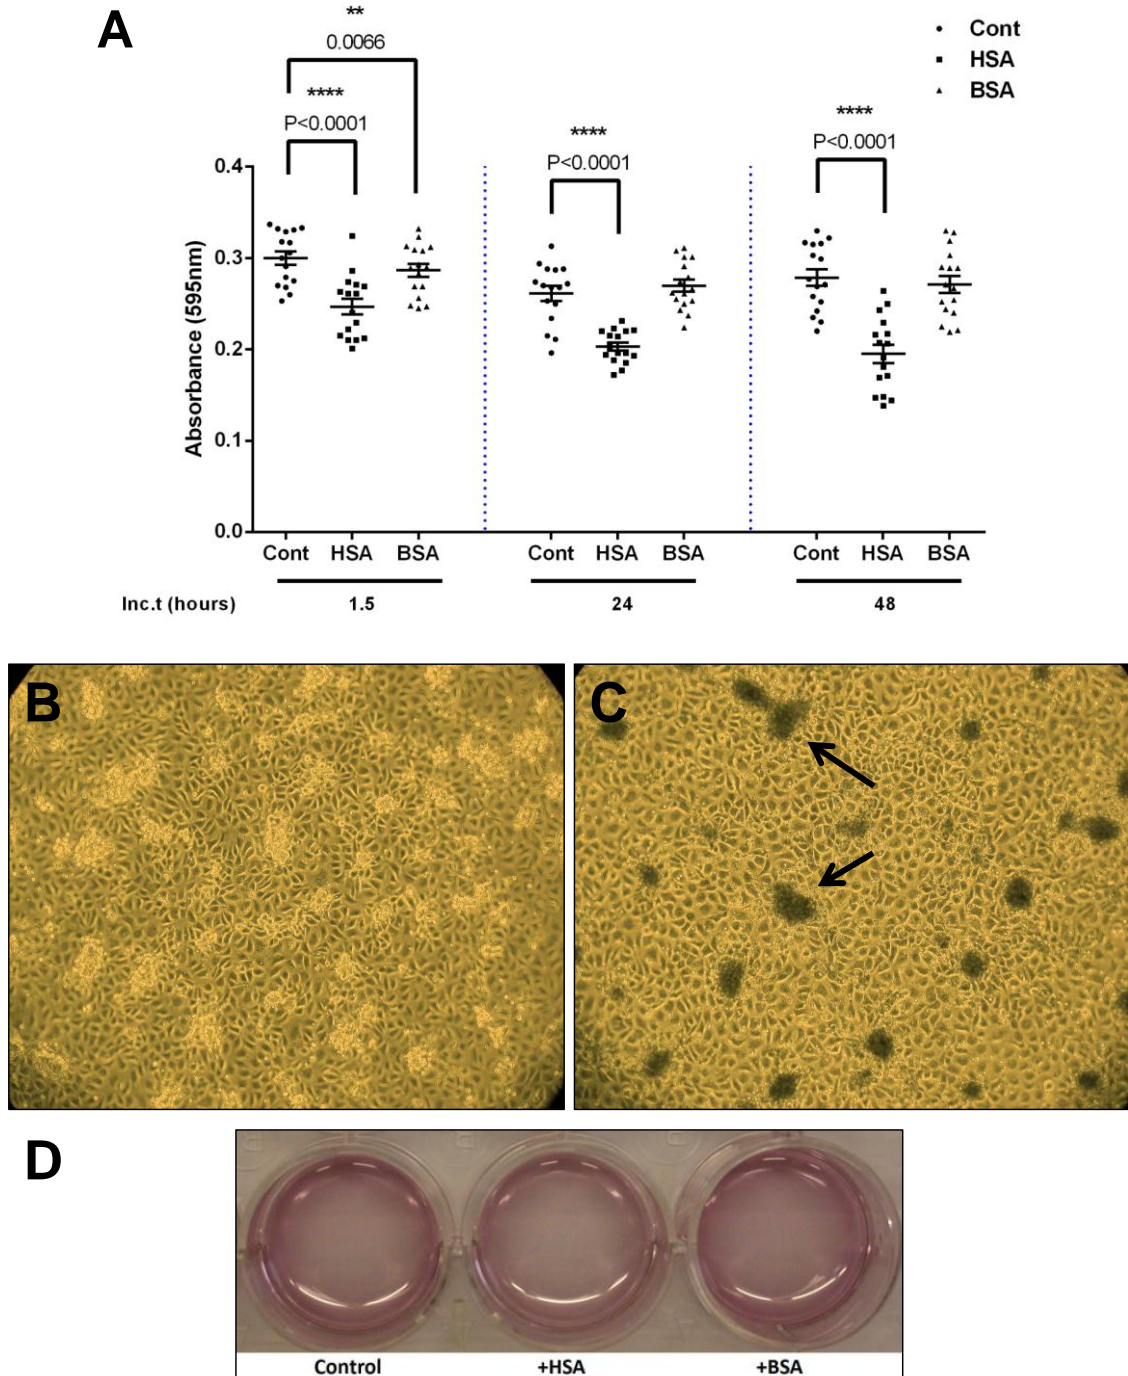 A
**
0.0066
****
P<0.0001
****
P<0.0001
****
P<0.0001
Cont
HSA
BSA
Absorbance (595nm)
0.4
0.3
0.2
0.1
0.0
Cont HSA BSA Cont HSA BSA Cont HSA BSA
Inc.t (hours) 1.5 24 48
B
C
D
Control +HSA +BSA